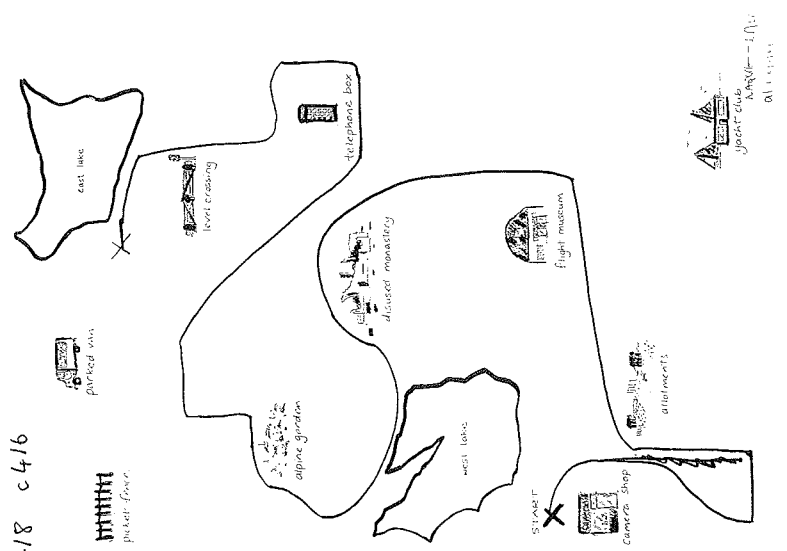 18 c416
east lake
level crossing
telephone box
parked van
disused monastery
flight museum
yacht club
alpine garden
west lake
allotments
picket fence
START
camera shop